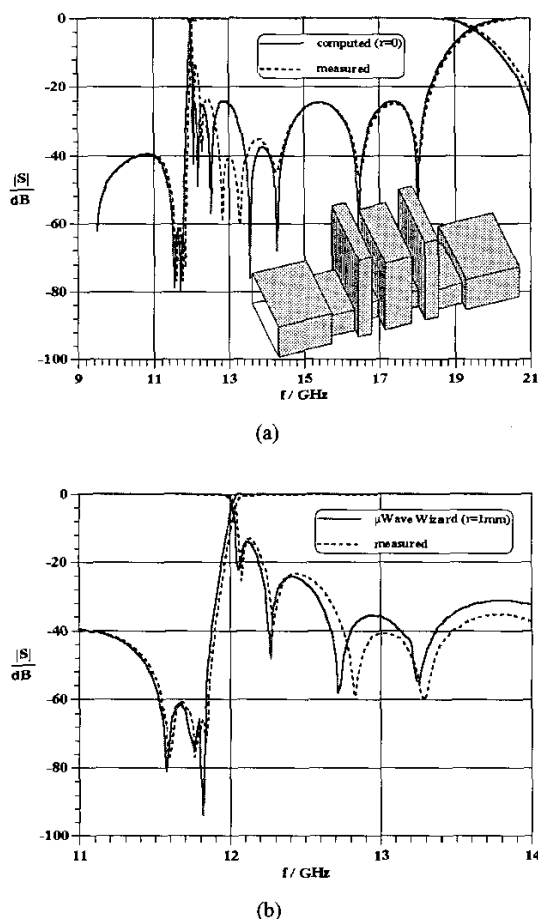 0
-20
-40
|S|
dB
-60
-80
-100
computed (r=0)
measured
9 11 13 15 17 19 21
f / GHz
(a)
0
-20
-40
|S|
dB
-60
-80
-100
μWave Wizard (r=1mm)
measured
11 12 13 14
f / GHz
(b)